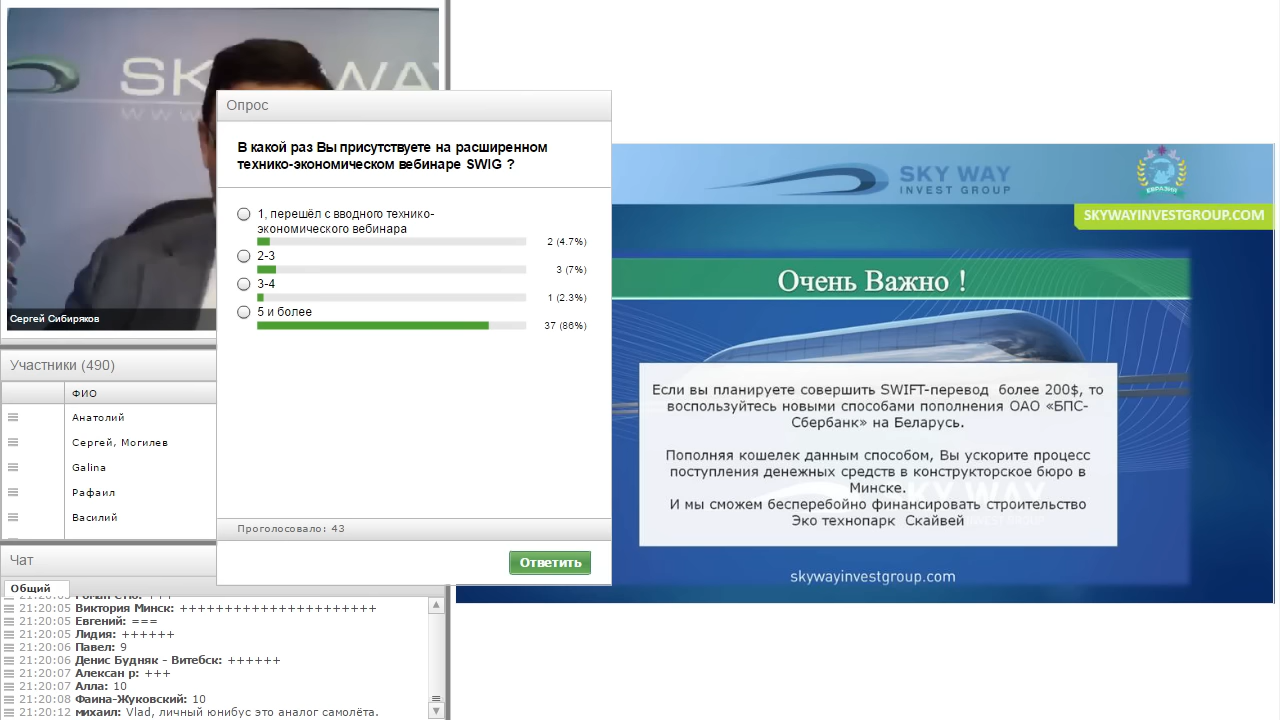 SKY WAY
Сергей Сибиряков
Опрос
В какой раз Вы присутствуете на расширенном
технико-экономическом вебинаре SWIG ?
1, перешёл с вводного технико-
экономического вебинара
2 (4.7%)
2-3
3 (7%)
3-4
1 (2.3%)
5 и более
37 (86%)
Проголосовало: 43
Ответить
SKY WAY
INVEST GROUP
ЕВРАЗИЯ
SKYWAYINVESTGROUP.COM
Очень Важно !
Если вы планируете совершить SWIFT-перевод более 200$, то
воспользуйтесь новыми способами пополнения ОАО «БПС-
Сбербанк» на Беларусь.
Пополняя кошелек данным способом, Вы ускорите процесс
поступления денежных средств в конструкторское бюро в
Минске.
И мы сможем бесперебойно финансировать строительство
Эко технопарк Скайвей
skywayinvestgroup.com
Участники (490)
ФИО
Анатолий
Сергей, Могилев
Galina
Рафаил
Василий
Чат
Общий
21:20:05 Виктория Минск: ++++++++++++++++++++++
21:20:05 Евгений: ===
21:20:05 Лидия: ++++++
21:20:06 Павел: 9
21:20:06 Денис Будняк - Витебск: ++++++
21:20:07 Алексан р: +++
21:20:07 Алла: 10
21:20:08 Фаина-Жуковский: 10
21:20:12 михаил: Vlad, личный юнибус это аналог самолёта.